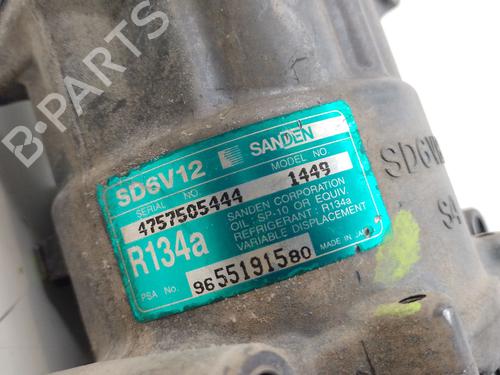 B-PARTS
SD6V12 SANDEN
SERIAL NO. MODEL NO.
4757505444 1449
R134a
SANDEN CORPORATION
OIL : SP-10 OR EQUIV.
REFRIGERANT : R134a
VARIABLE DISPLACEMENT
MADE IN JAPAN
PSA No. 9655191580